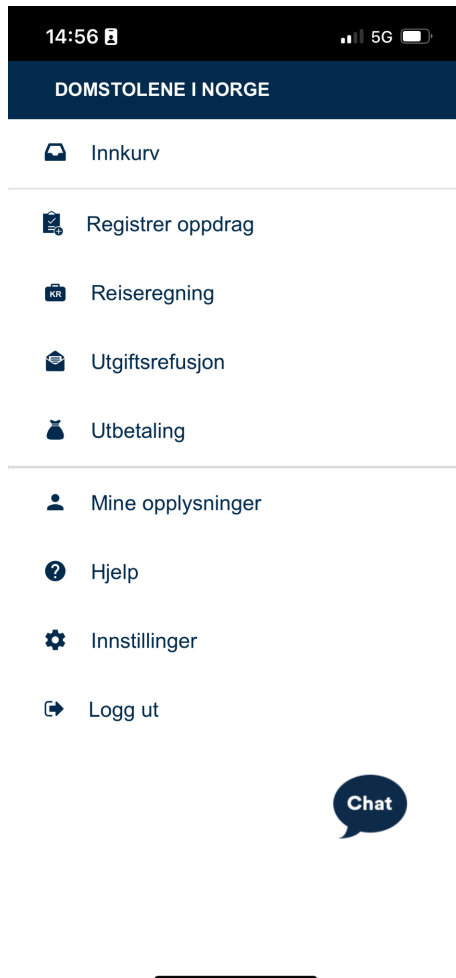 14:56
5G
DOMSTOLENE I NORGE
Innkurv
Registrer oppdrag
KR
Reiseregning
Utgiftsrefusjon
Utbetaling
Mine opplysninger
?
Hjelp
Innstillinger
Logg ut
Chat